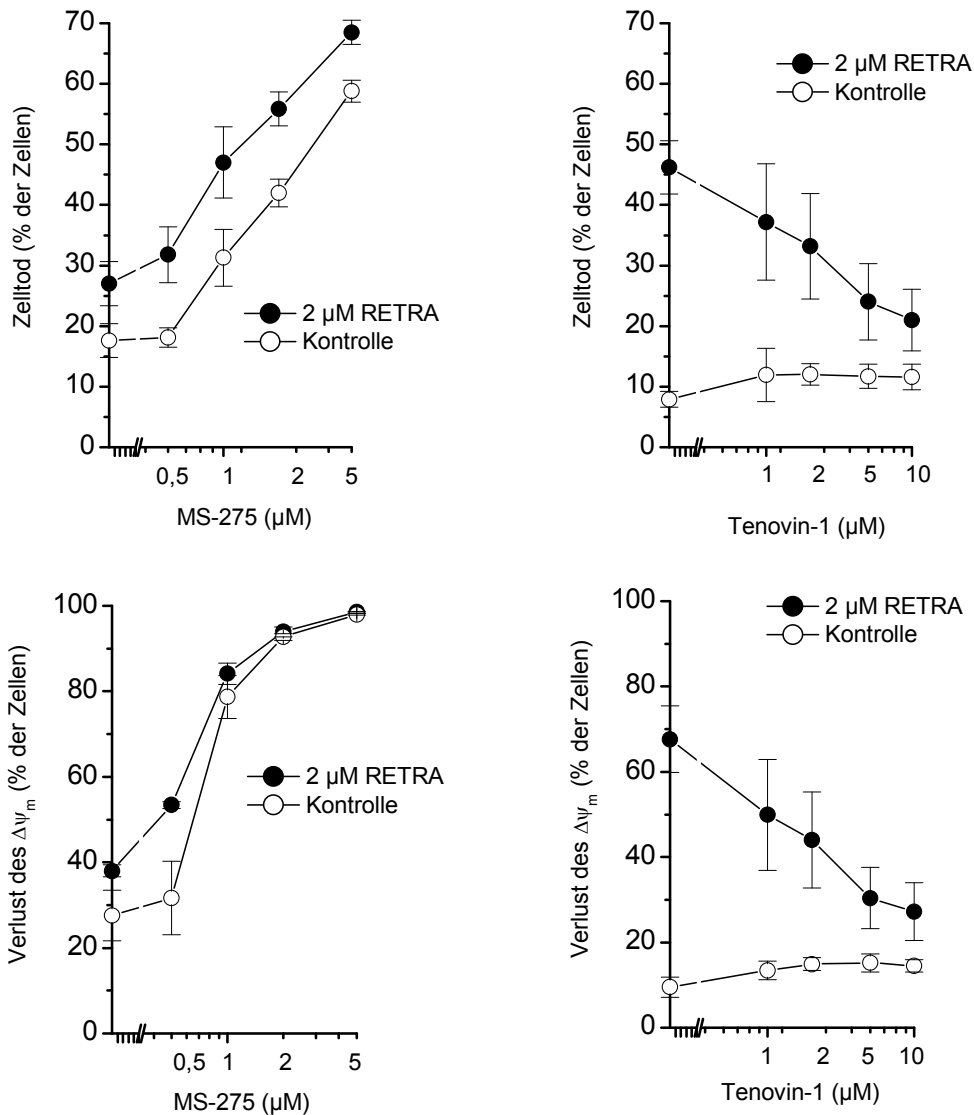 70
60
50
40
30
20
10
0
Zelltod (% der Zellen)
2 µM RETRA
Kontrolle
0,5 1 2 5
MS-275 (µM)
70
60
50
40
30
20
10
0
Zelltod (% der Zellen)
2 µM RETRA
Kontrolle
1 2 5 10
Tenovin-1 (µM)
100
80
60
40
20
0
Verlust des Δψm (% der Zellen)
2 µM RETRA
Kontrolle
0,5 1 2 5
MS-275 (µM)
100
80
60
40
20
0
Verlust des Δψm (% der Zellen)
2 µM RETRA
Kontrolle
1 2 5 10
Tenovin-1 (µM)